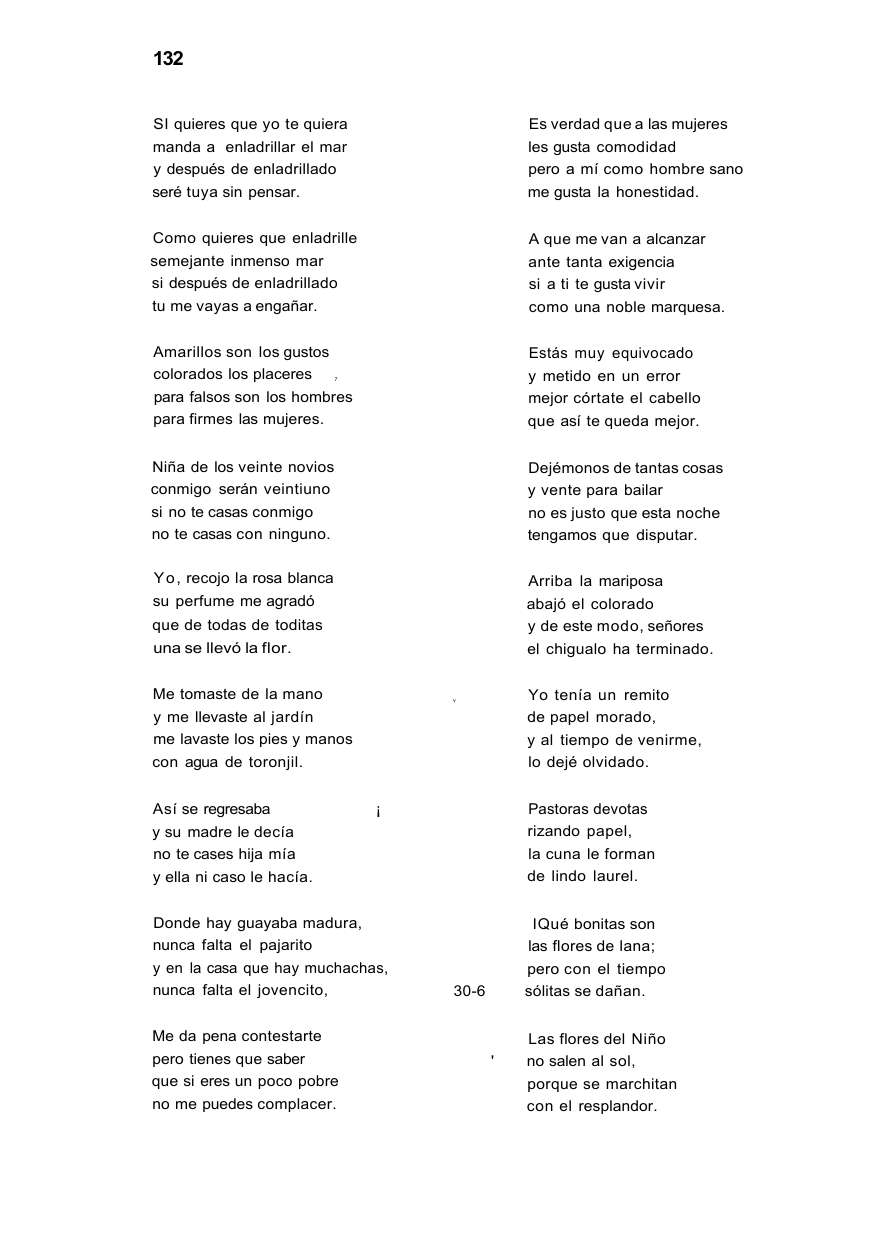 132
SI quieres que yo te quiera
manda a enladrillar el mar
y después de enladrillado
seré tuya sin pensar.
Como quieres que enladrille
semejante inmenso mar
si después de enladrillado
tu me vayas a engañar.
Amarillos son los gustos
colorados los placeres ,
para falsos son los hombres
para firmes las mujeres.
Niña de los veinte novios
conmigo serán veintiuno
si no te casas conmigo
no te casas con ninguno.
Yo, recojo la rosa blanca
su perfume me agradó
que de todas de toditas
una se llevó la flor.
Me tomaste de la mano
y me llevaste al jardín
me lavaste los pies y manos
con agua de toronjil.
Así se regresaba ¡
y su madre le decía
no te cases hija mía
y ella ni caso le hacía.
Donde hay guayaba madura,
nunca falta el pajarito
y en la casa que hay muchachas,
nunca falta el jovencito,
Me da pena contestarte
pero tienes que saber
que si eres un poco pobre
no me puedes complacer.
Es verdad que a las mujeres
les gusta comodidad
pero a mí como hombre sano
me gusta la honestidad.
A que me van a alcanzar
ante tanta exigencia
si a ti te gusta vivir
como una noble marquesa.
Estás muy equivocado
y metido en un error
mejor córtate el cabello
que así te queda mejor.
Dejémonos de tantas cosas
y vente para bailar
no es justo que esta noche
tengamos que disputar.
Arriba la mariposa
abajó el colorado
y de este modo, señores
el chigualo ha terminado.
Yo tenía un remito
de papel morado,
y al tiempo de venirme,
lo dejé olvidado.
Pastoras devotas
rizando papel,
la cuna le forman
de lindo laurel.
IQué bonitas son
las flores de lana;
pero con el tiempo
30-6 sólitas se dañan.
Las flores del Niño
' no salen al sol,
porque se marchitan
con el resplandor.